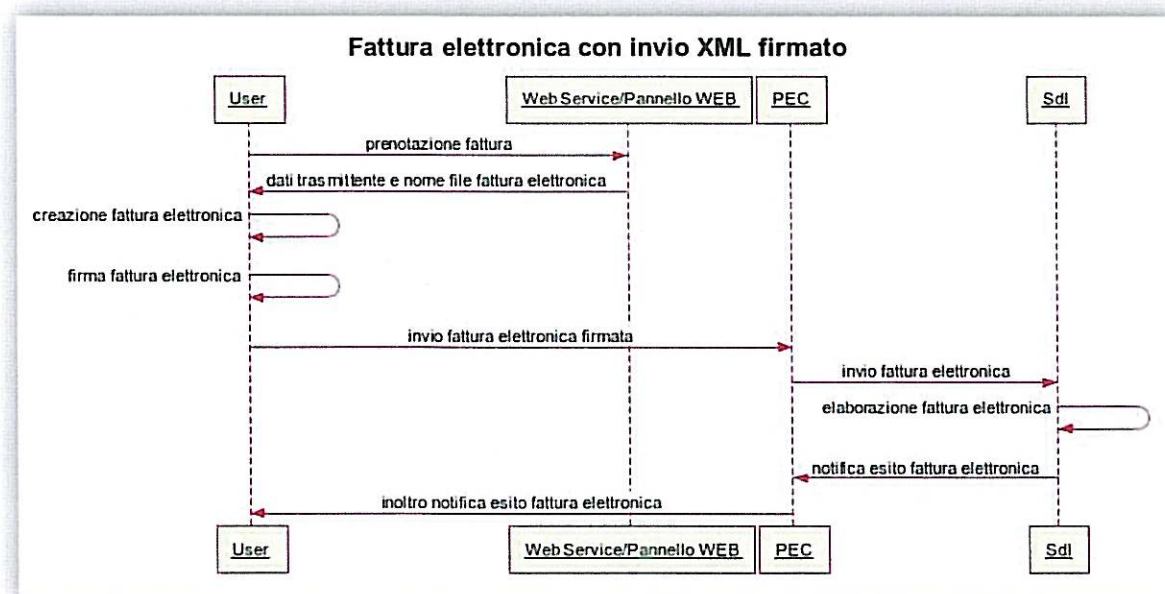 Fattura elettronica con invio XML firmato
User
Web Service/Pannello WEB
PEC
SdI
prenotazione fattura
dati trasmittente e nome file fattura elettronica
creazione fattura elettronica
firma fattura elettronica
invio fattura elettronica firmata
invio fattura elettronica
elaborazione fattura elettronica
notifica esito fattura elettronica
inoltro notifica esito fattura elettronica
User
Web Service/Pannello WEB
PEC
SdI